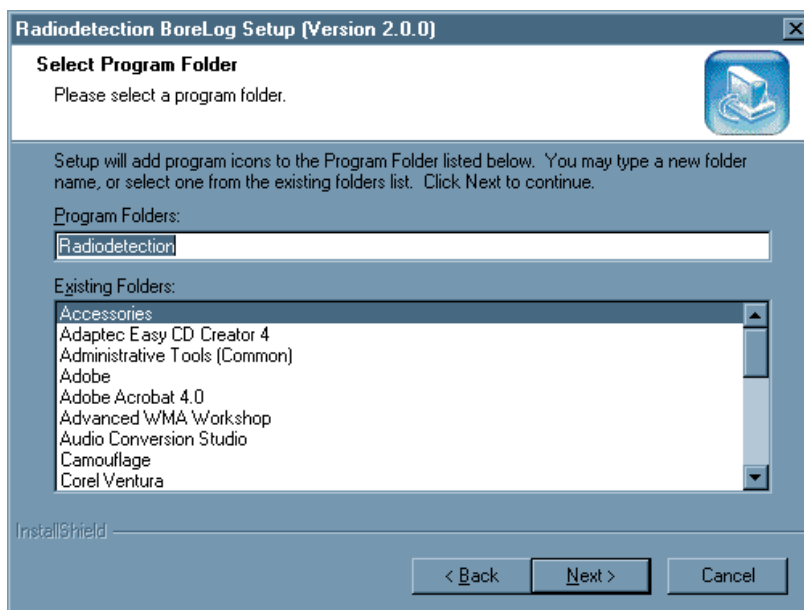 Radiodetection BoreLog Setup (Version 2.0.0)
Select Program Folder
Please select a program folder.
Setup will add program icons to the Program Folder listed below. You may type a new folder
name, or select one from the existing folders list. Click Next to continue.
Program Folders:
Radiodetection
Existing Folders:
Accessories
Adaptec Easy CD Creator 4
Administrative Tools (Common)
Adobe
Adobe Acrobat 4.0
Advanced WMA Workshop
Audio Conversion Studio
Camouflage
Corel Ventura
InstallShield
< Back Next > Cancel